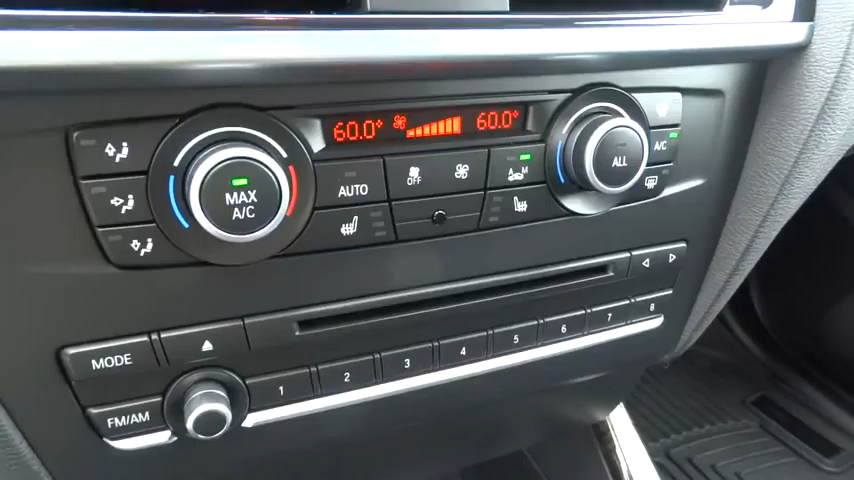 60.0°
60.0°
MAX
A/C
AUTO
OFF
A
M
ALL
A/C
MODE
FM/AM
1
2
3
4
5
6
7
8